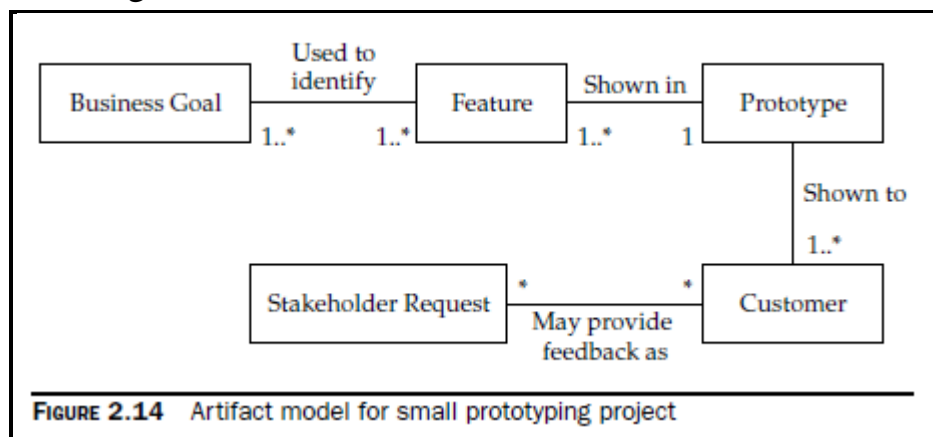 Used to
identify
Business Goal
Feature
Shown in
Prototype
1..*
1..*
1..*
1
Shown to
1..*
Stakeholder Request
*
*
Customer
May provide
feedback as
FIGURE 2.14 Artifact model for small prototyping project